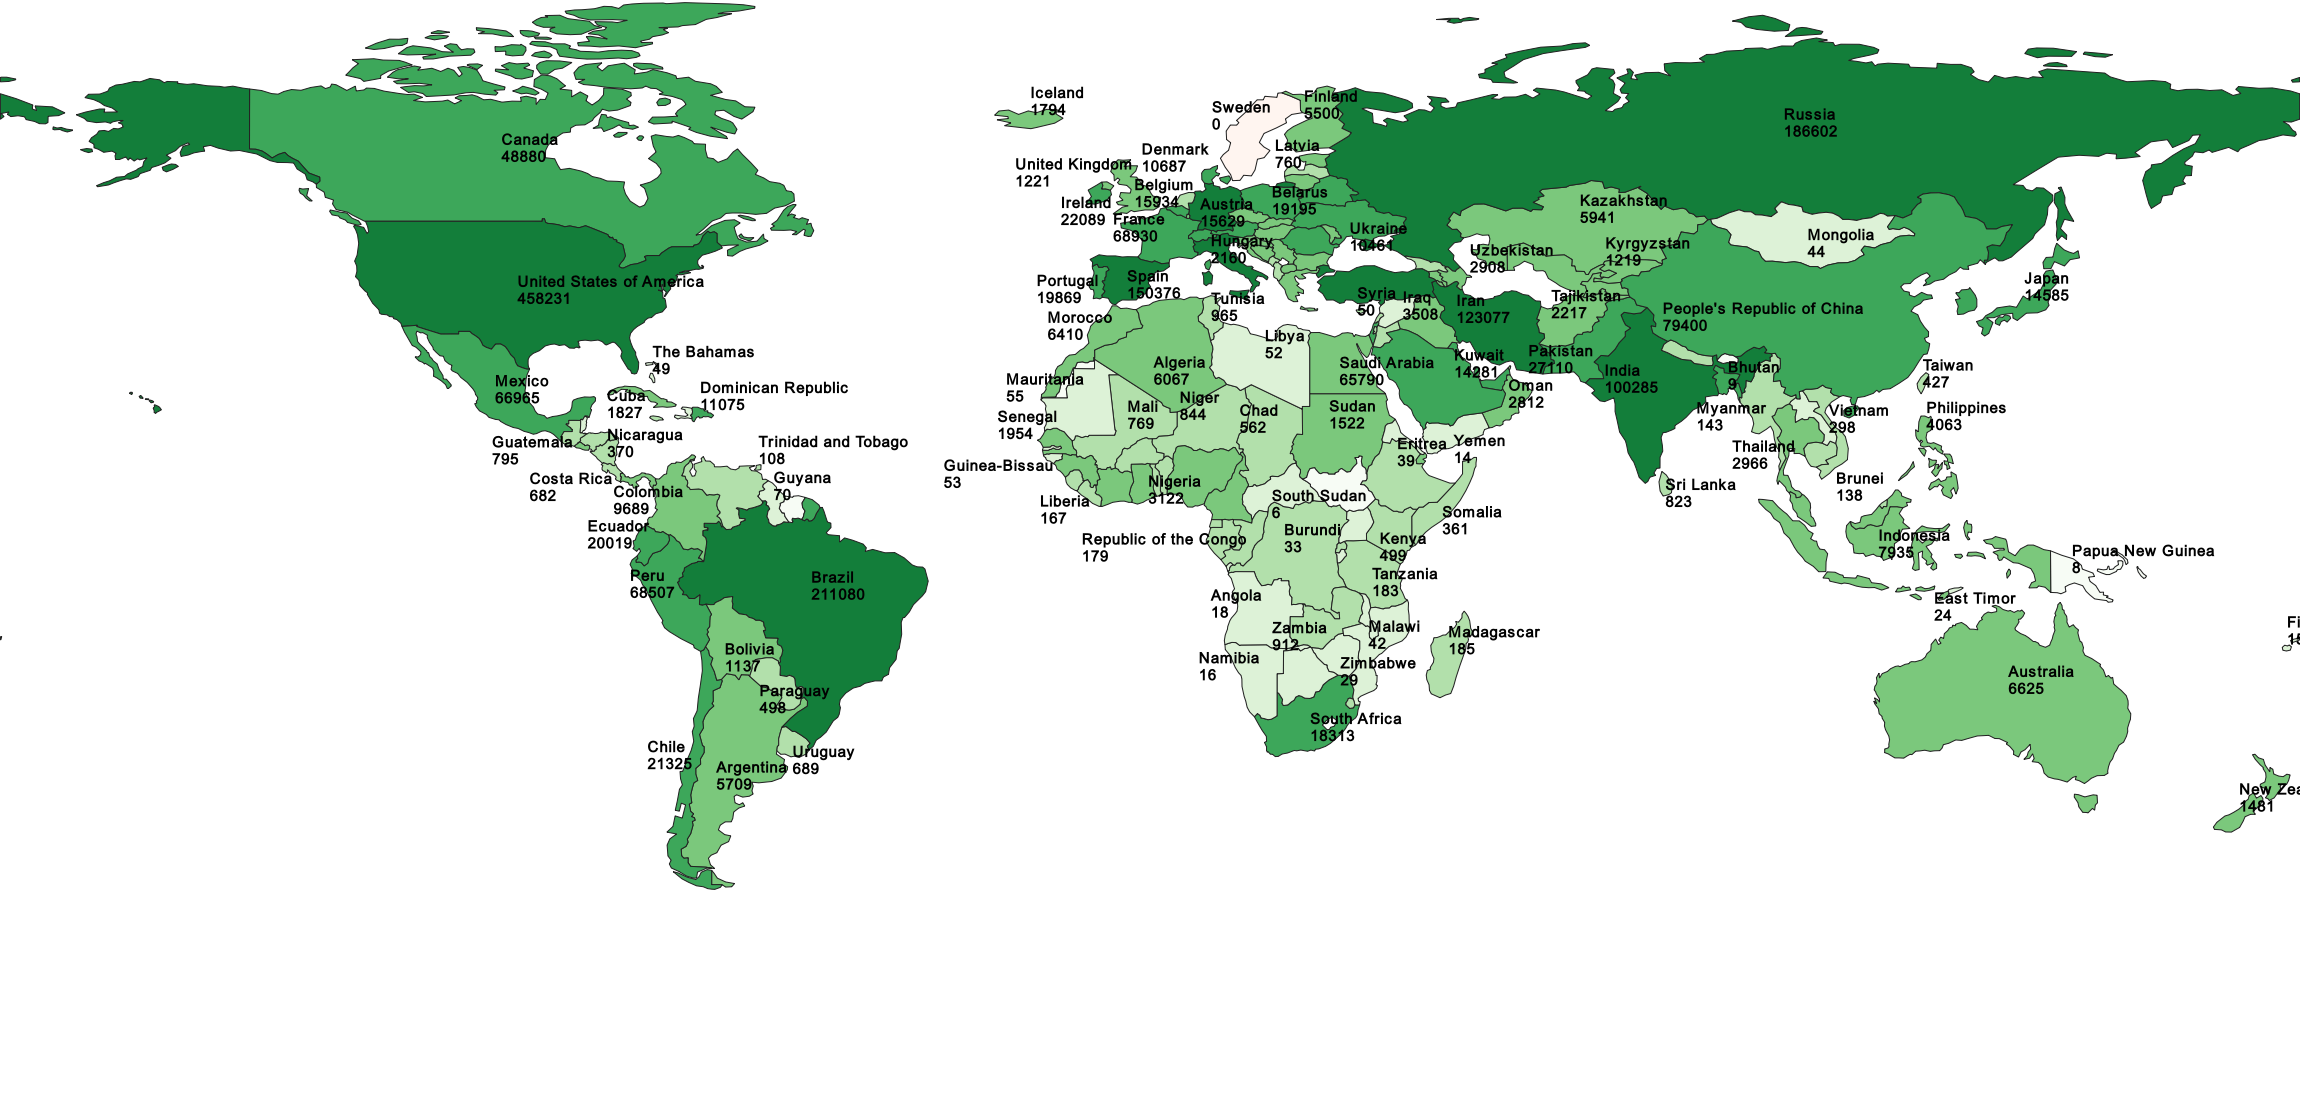 Iceland
1794
Sweden
0
Finland
5500
Russia
186602
Canada
48880
Denmark
10687
Latvia
760
United Kingdom
1221
Belgium
15934
Belarus
19195
Ireland
22089
Austria
15629
France
68930
Kazakhstan
5941
Ukraine
10461
Hungary
2160
Uzbekistan
2908
Kyrgyzstan
1219
Mongolia
44
United States of America
458231
Portugal
19869
Spain
150376
Tunisia
965
Syria
50
Iraq
3508
Iran
123077
Tajikistan
2217
People's Republic of China
79400
Japan
14585
Morocco
6410
Libya
52
The Bahamas
49
Algeria
6067
Saudi Arabia
65790
Kuwait
14281
Pakistan
27110
India
100285
Bhutan
9
Taiwan
427
Mexico
66965
Cuba
1827
Dominican Republic
11075
Mauritania
55
Mali
769
Niger
844
Chad
562
Sudan
1522
Oman
2812
Myanmar
143
Vietnam
298
Philippines
4063
Senegal
1954
Guatemala
795
Nicaragua
370
Trinidad and Tobago
108
Eritrea
39
Yemen
14
Thailand
2966
Guinea-Bissau
53
Costa Rica
682
Colombia
9689
Guyana
70
Liberia
167
Nigeria
3122
South Sudan
6
Sri Lanka
823
Brunei
138
Ecuador
20019
Republic of the Congo
179
Burundi
33
Kenya
499
Somalia
361
Indonesia
7935
Papua New Guinea
8
Peru
68507
Brazil
211080
Angola
18
Tanzania
183
East Timor
24
Bolivia
1137
Zambia
912
Malawi
42
Madagascar
185
Namibia
16
Zimbabwe
29
Australia
6625
Paraguay
498
South Africa
18313
Chile
21325
Uruguay
689
Argentina
5709
New Zea
1481